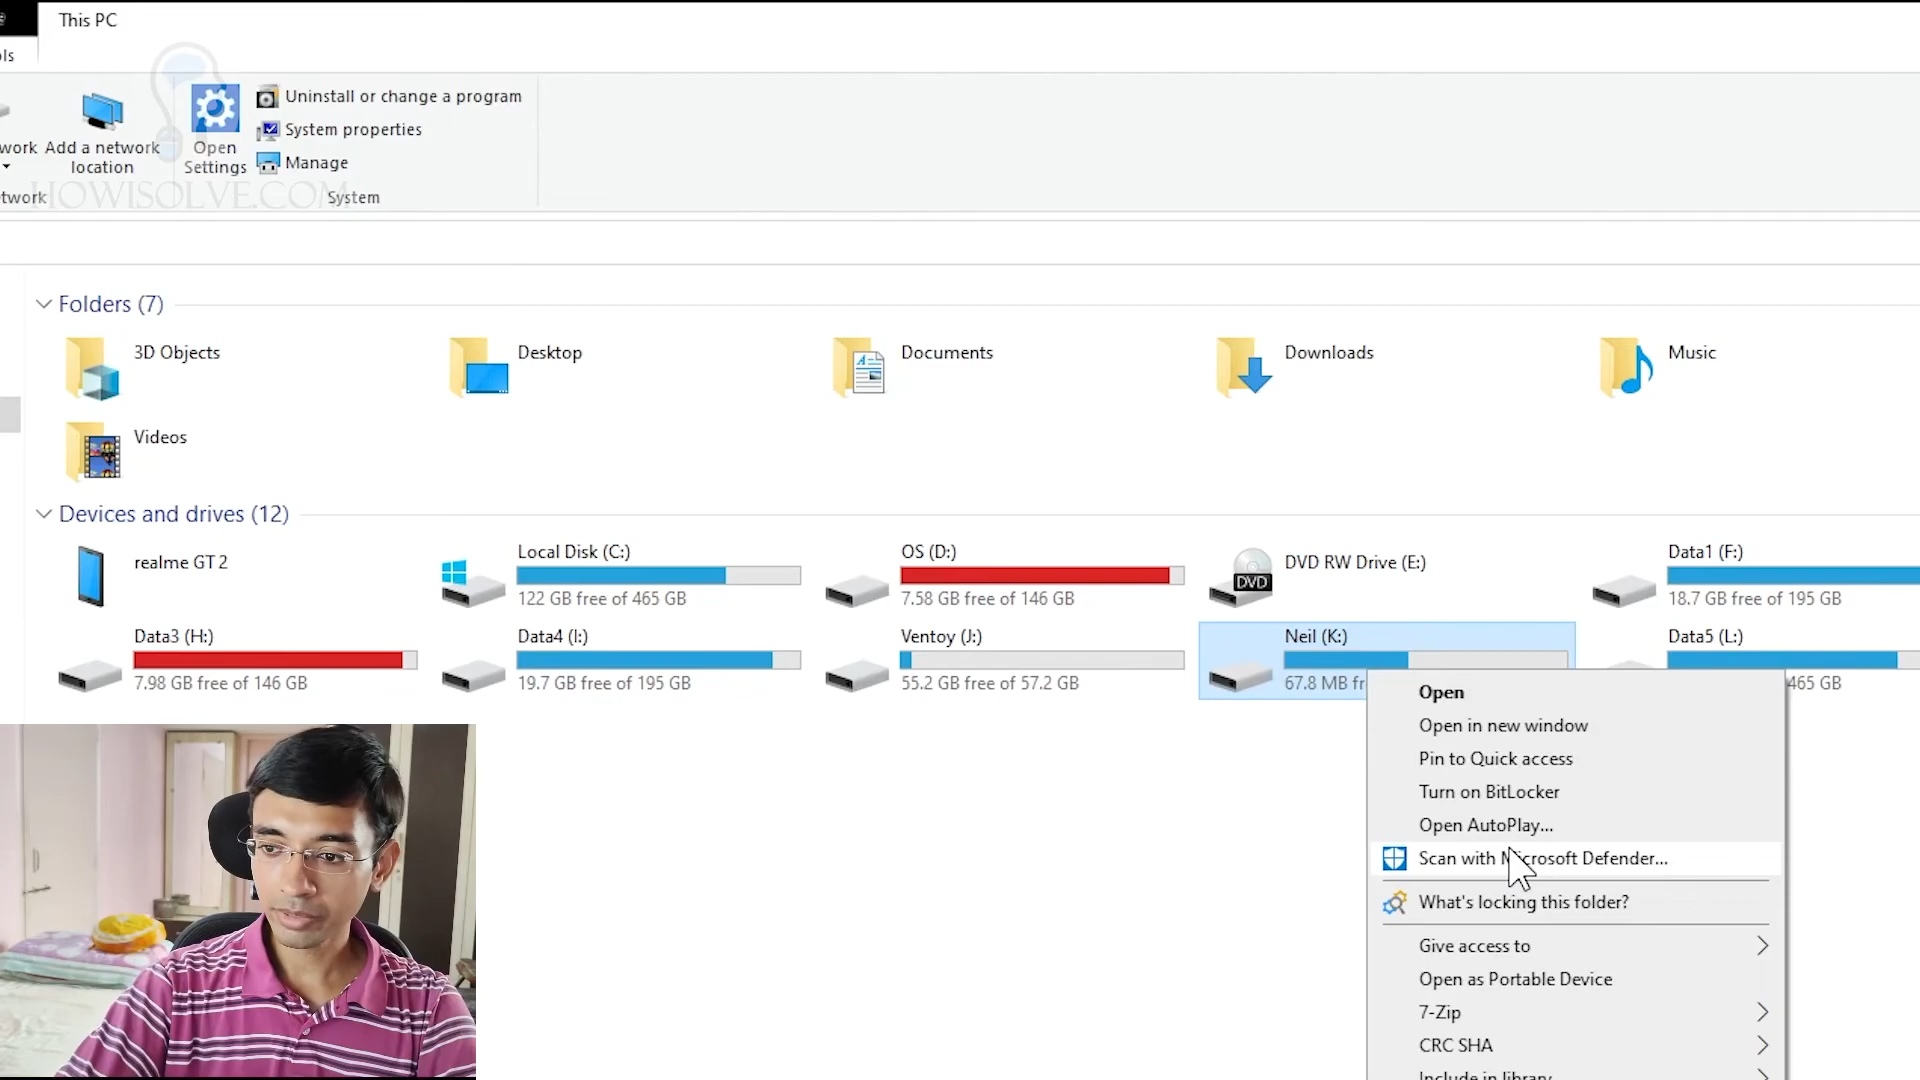 This PC
ols
Uninstall or change a program
System properties
Manage
work
Add a network
location
Open
Settings
twork
System
HOWISOLVE.COM
Folders (7)
3D Objects
Desktop
Documents
Downloads
Music
Videos
Devices and drives (12)
realme GT 2
Local Disk (C:)
122 GB free of 465 GB
OS (D:)
7.58 GB free of 146 GB
DVD RW Drive (E:)
DVD
Data1 (F:)
18.7 GB free of 195 GB
Data3 (H:)
7.98 GB free of 146 GB
Data4 (I:)
19.7 GB free of 195 GB
Ventoy (J:)
55.2 GB free of 57.2 GB
Neil (K:)
67.8 MB fr
Data5 (L:)
465 GB
Open
Open in new window
Pin to Quick access
Turn on BitLocker
Open AutoPlay...
Scan with Microsoft Defender...
What's locking this folder?
Give access to
Open as Portable Device
7-Zip
CRC SHA
Include in library